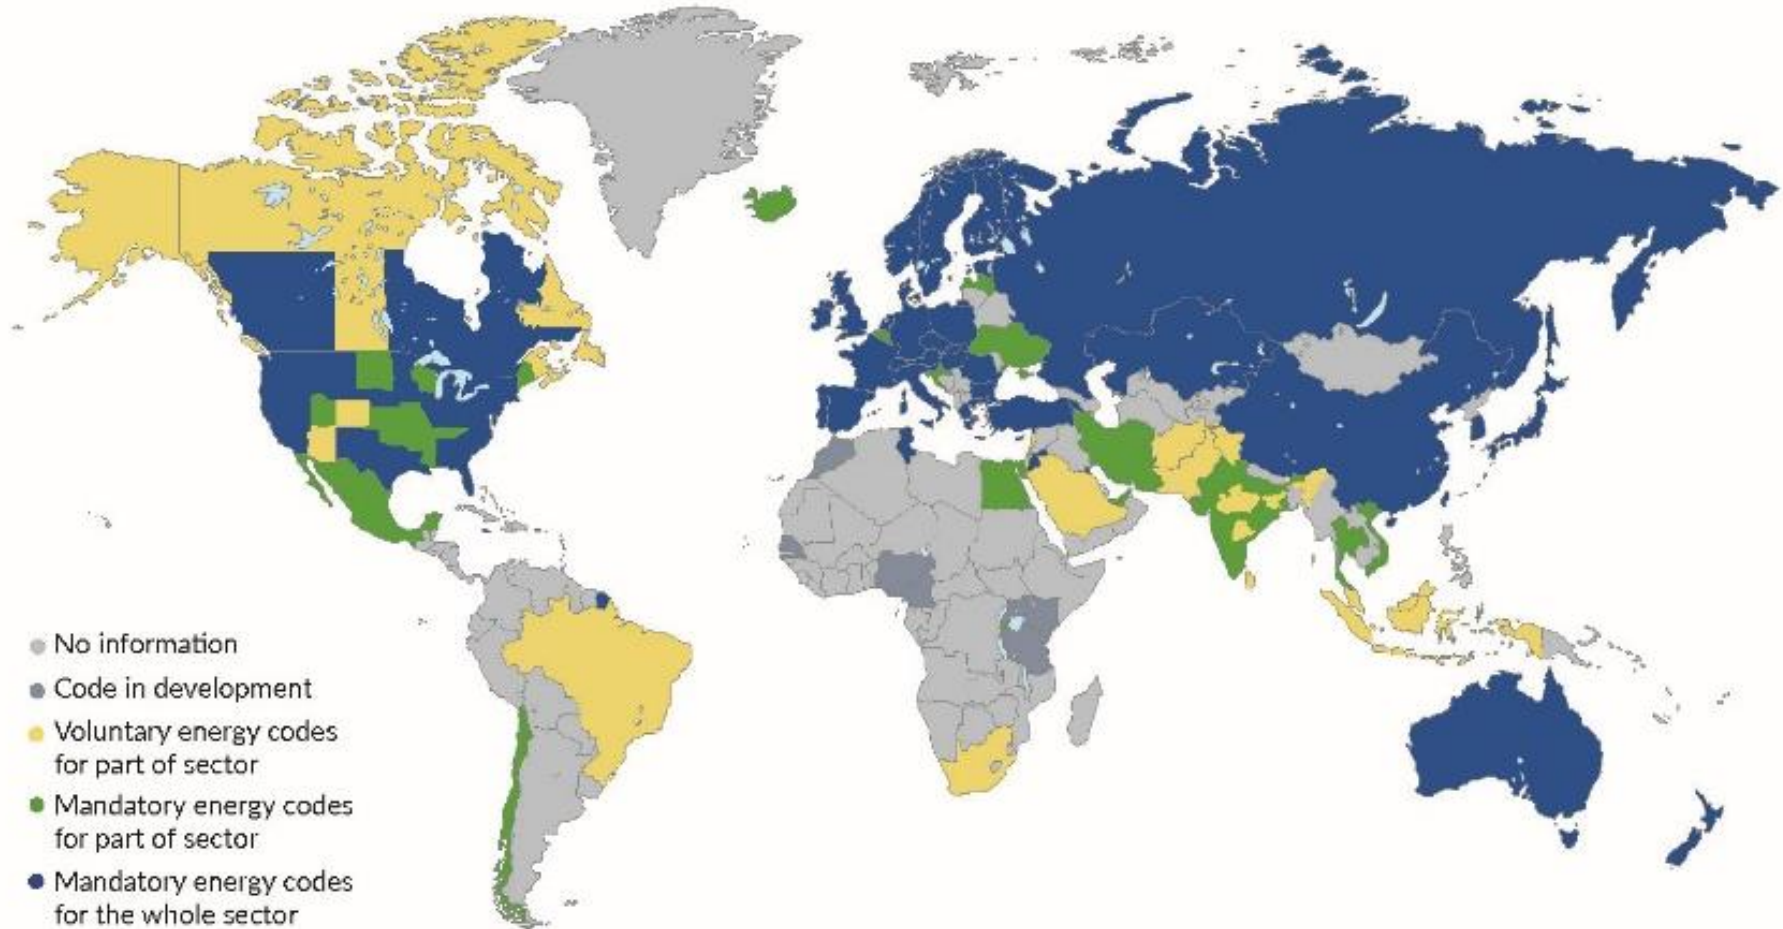 No information
Code in development
Voluntary energy codes
for part of sector
Mandatory energy codes
for part of sector
Mandatory energy codes
for the whole sector